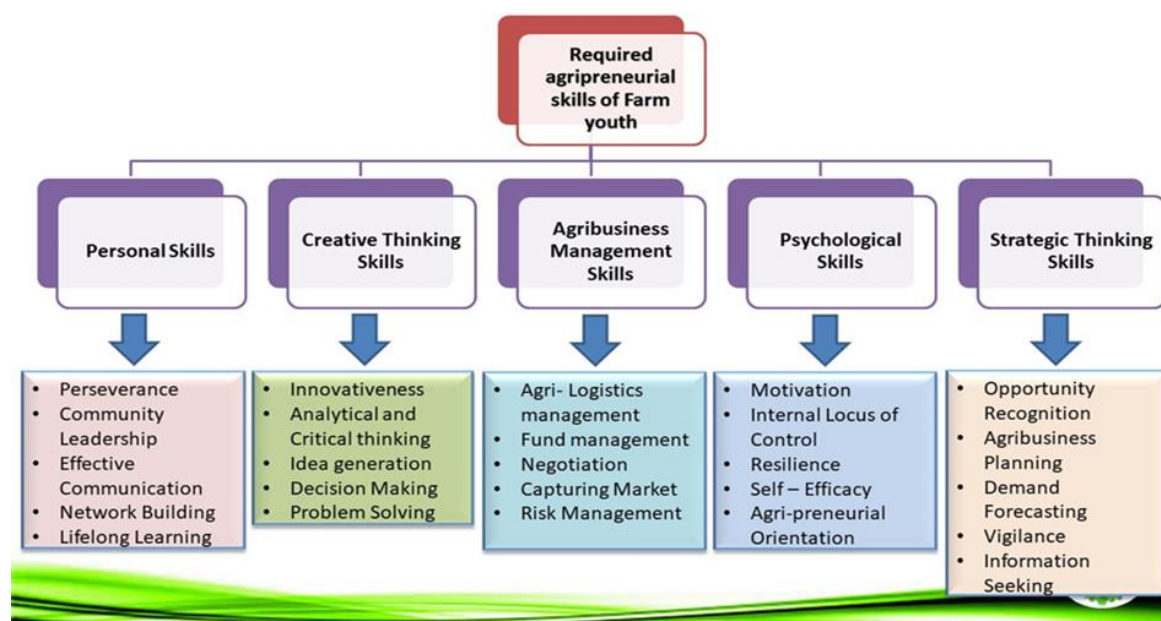 Required
agripreneurial
skills of Farm
youth
Personal Skills
Creative Thinking
Skills
Agribusiness
Management
Skills
Psychological
Skills
Strategic Thinking
Skills
• Perseverance
• Community
Leadership
• Effective
Communication
• Network Building
• Lifelong Learning
• Innovativeness
• Analytical and
Critical thinking
• Idea generation
• Decision Making
• Problem Solving
• Agri- Logistics
management
• Fund management
• Negotiation
• Capturing Market
• Risk Management
• Motivation
• Internal Locus of
Control
• Resilience
• Self – Efficacy
• Agri-preneurial
Orientation
• Opportunity
Recognition
• Agribusiness
Planning
• Demand
Forecasting
• Vigilance
• Information
Seeking